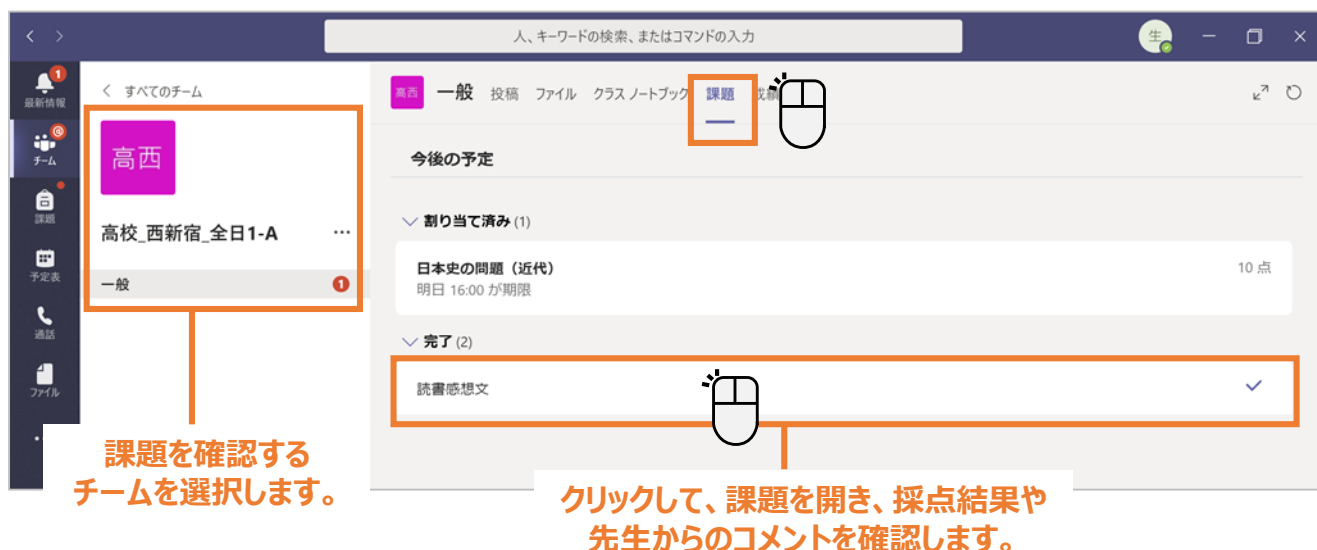 人、キーワードの検索、またはコマンドの入力
生
1
最新情報
@
チーム
課題
予定表
通話
ファイル
すべてのチーム
高西
高校_西新宿_全日1-A …
一般 1
高西 一般 投稿 ファイル クラス ノートブック 課題
今後の予定
割り当て済み (1)
日本史の問題（近代） 10 点
明日 16:00 が期限
完了 (2)
読書感想文
課題を確認する
チームを選択します。
クリックして、課題を開き、採点結果や
先生からのコメントを確認します。